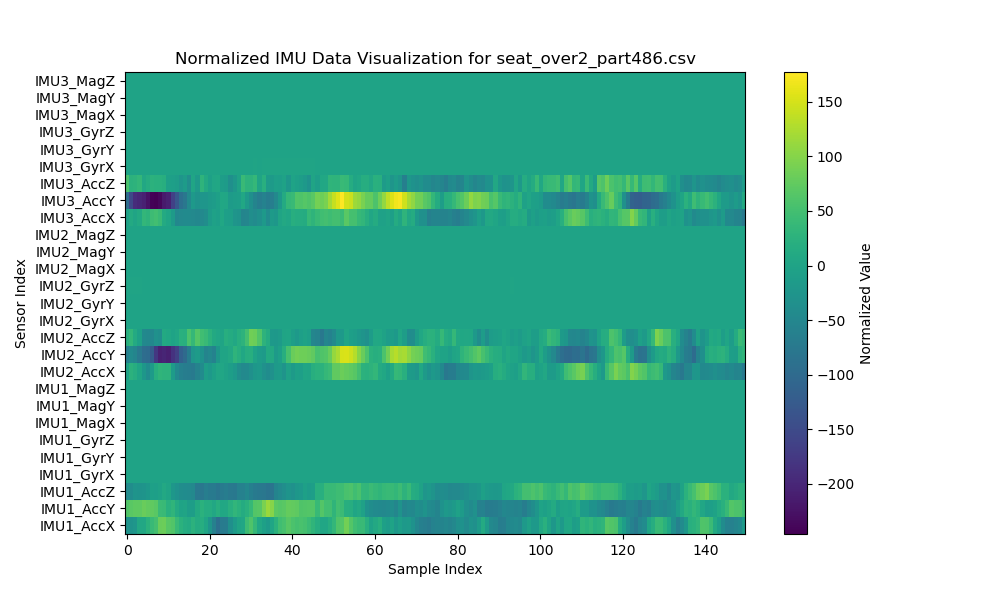 Normalized IMU Data Visualization for seat_over2_part486.csv
IMU3_MagZ
IMU3_MagY
IMU3_MagX
IMU3_GyrZ
IMU3_GyrY
IMU3_GyrX
IMU3_AccZ
IMU3_AccY
IMU3_AccX
IMU2_MagZ
IMU2_MagY
IMU2_MagX
IMU2_GyrZ
IMU2_GyrY
IMU2_GyrX
IMU2_AccZ
IMU2_AccY
IMU2_AccX
IMU1_MagZ
IMU1_MagY
IMU1_MagX
IMU1_GyrZ
IMU1_GyrY
IMU1_GyrX
IMU1_AccZ
IMU1_AccY
IMU1_AccX
Sensor Index
0 20 40 60 80 100 120 140
Sample Index
150
100
50
0
−50
−100
−150
−200
Normalized Value